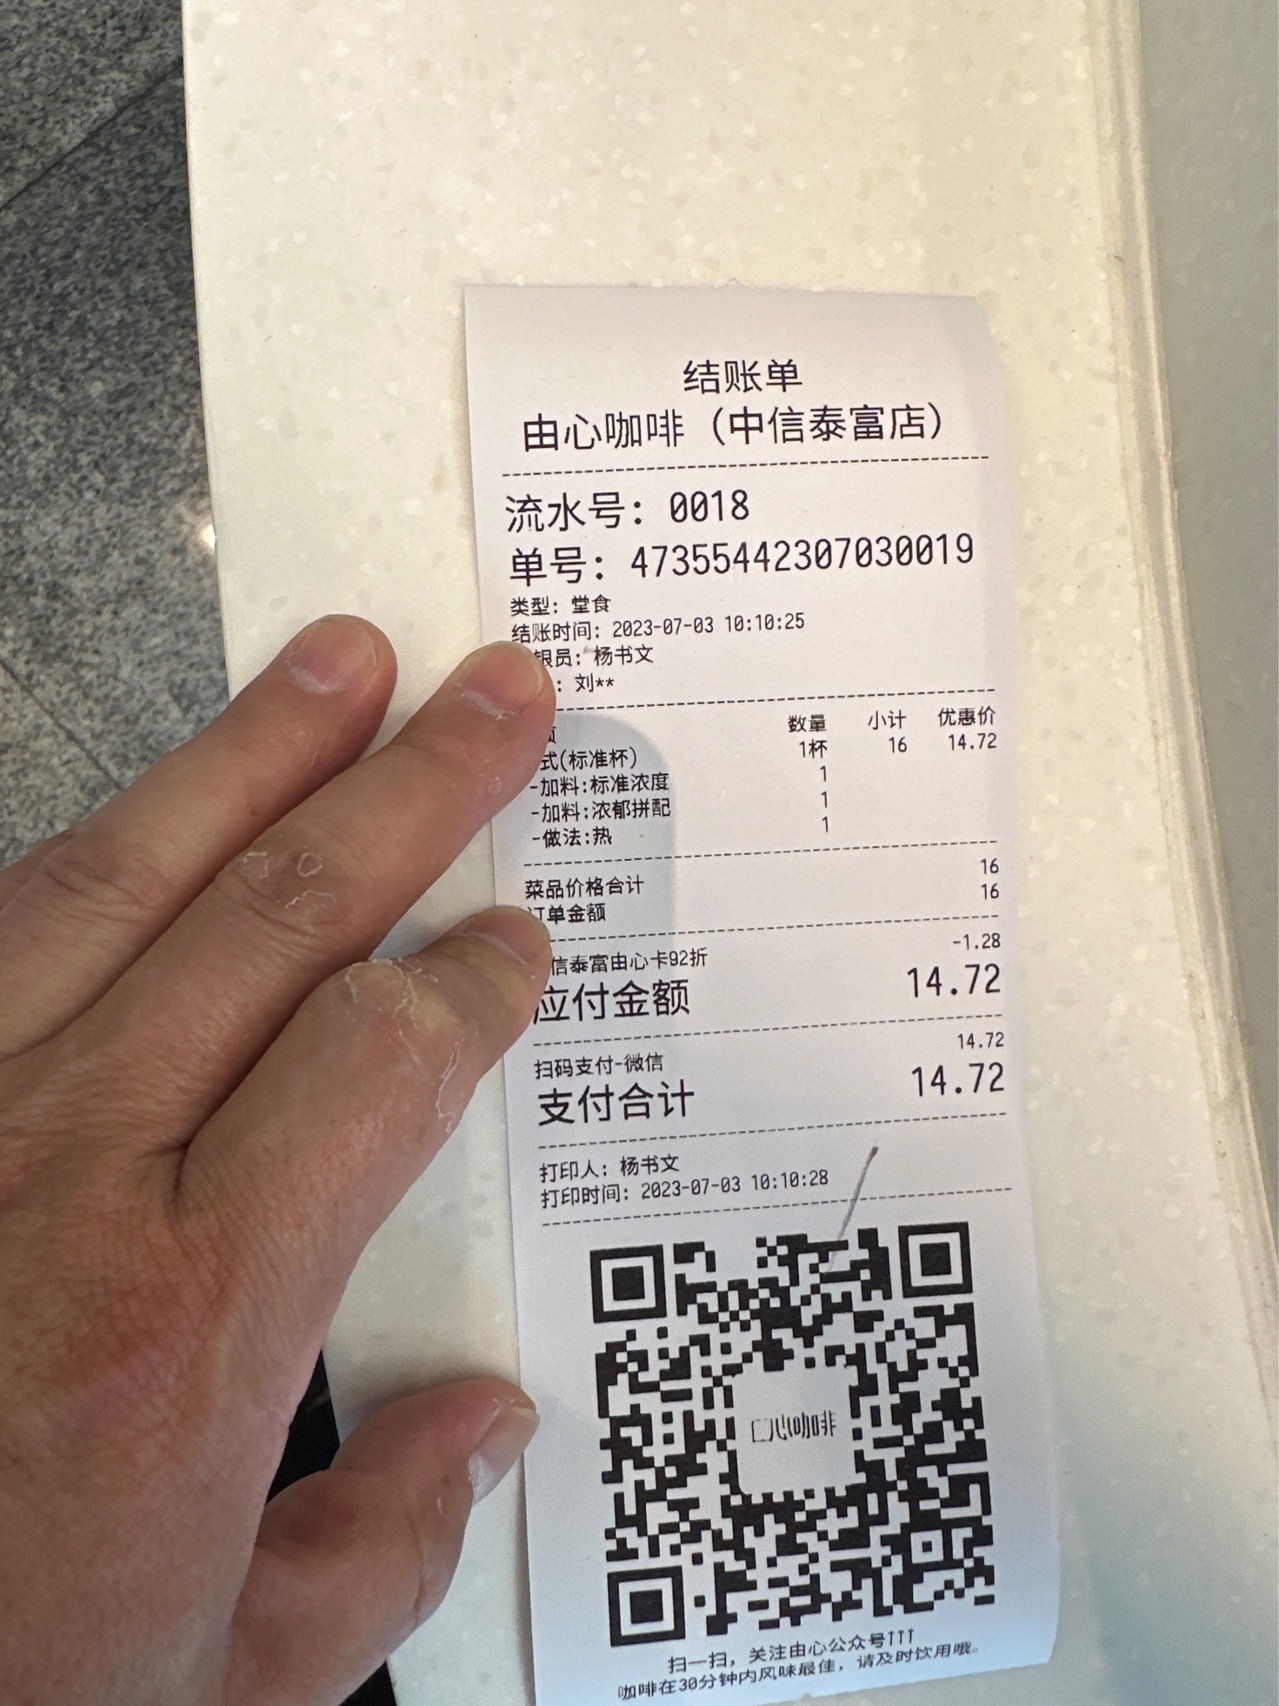 结账单
由心咖啡（中信泰富店）
流水号：0018
单号：47355442307030019
类型：堂食
结账时间：2023-07-03 10:10:25
银员：杨书文
：刘**
数量 小计 优惠价
式(标准杯) 1杯 16 14.72
-加料:标准浓度 1
-加料:浓郁拼配 1
-做法:热 1
菜品价格合计 16
订单金额 16
信泰富由心卡92折 -1.28
应付金额 14.72
扫码支付-微信 14.72
支付合计 14.72
打印人：杨书文
打印时间：2023-07-03 10:10:28
心咖啡
扫一扫，关注由心公众号↑↑↑
咖啡在30分钟内风味最佳，请及时饮用哦。